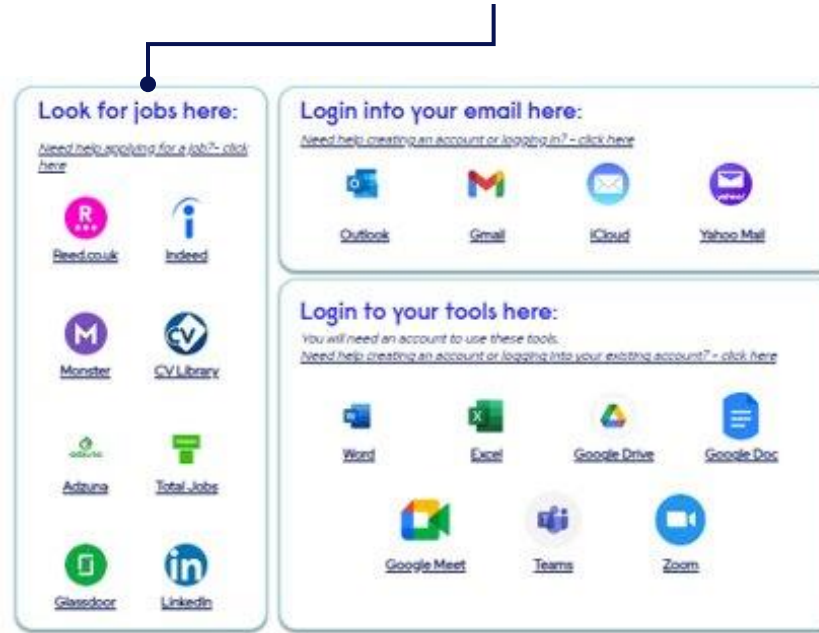 Look for jobs here:
Need help applying for a job?- click
here
R
Reed.co.uk
Indeed
M
Monster
CV
CV Library
adzuna
Adzuna
Total Jobs
Glassdoor
in
LinkedIn
Login into your email here:
Need help creating an account or logging in? - click here
Outlook
Gmail
iCloud
yahoo!
Yahoo Mail
Login to your tools here:
You will need an account to use these tools.
Need help creating an account or logging into your existing account? - click here
Word
Excel
Google Drive
Google Doc
Google Meet
Teams
Zoom